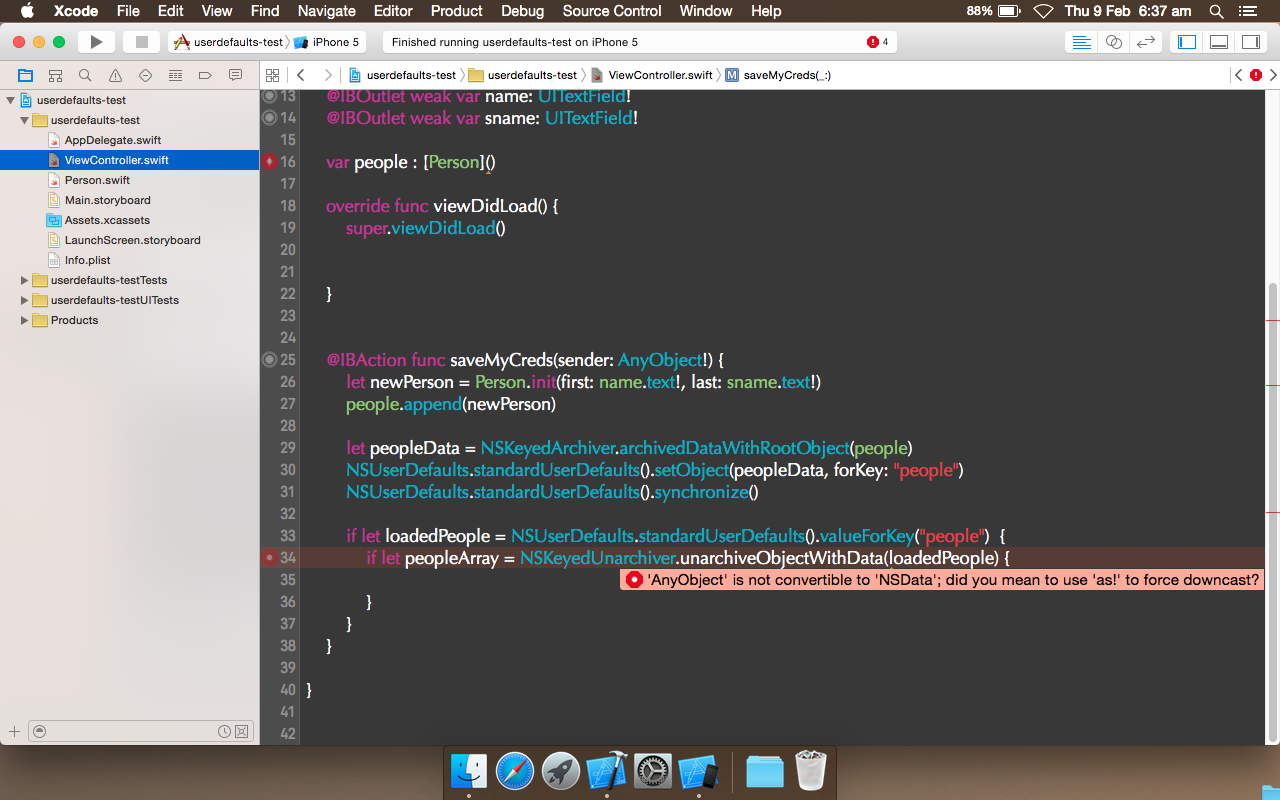 Xcode File Edit View Find Navigate Editor Product Debug Source Control Window Help 88% Thu 9 Feb 6:37 am
userdefaults-test iPhone 5 Finished running userdefaults-test on iPhone 5 4
userdefaults-test userdefaults-test ViewController.swift M saveMyCreds(_:)
userdefaults-test
userdefaults-test
AppDelegate.swift
ViewController.swift
Person.swift
Main.storyboard
Assets.xcassets
LaunchScreen.storyboard
Info.plist
userdefaults-testTests
userdefaults-testUITests
Products
13 @IBOutlet weak var name: UITextField!
14 @IBOutlet weak var sname: UITextField!
15
16 var people : [Person]()
17
18 override func viewDidLoad() {
19 super.viewDidLoad()
20
21
22 }
23
24
25 @IBAction func saveMyCreds(sender: AnyObject!) {
26 let newPerson = Person.init(first: name.text!, last: sname.text!)
27 people.append(newPerson)
28
29 let peopleData = NSKeyedArchiver.archivedDataWithRootObject(people)
30 NSUserDefaults.standardUserDefaults().setObject(peopleData, forKey: "people")
31 NSUserDefaults.standardUserDefaults().synchronize()
32
33 if let loadedPeople = NSUserDefaults.standardUserDefaults().valueForKey("people") {
34 if let peopleArray = NSKeyedUnarchiver.unarchiveObjectWithData(loadedPeople) {
35 'AnyObject' is not convertible to 'NSData'; did you mean to use 'as!' to force downcast?
36 }
37 }
38 }
39
40 }
41
42